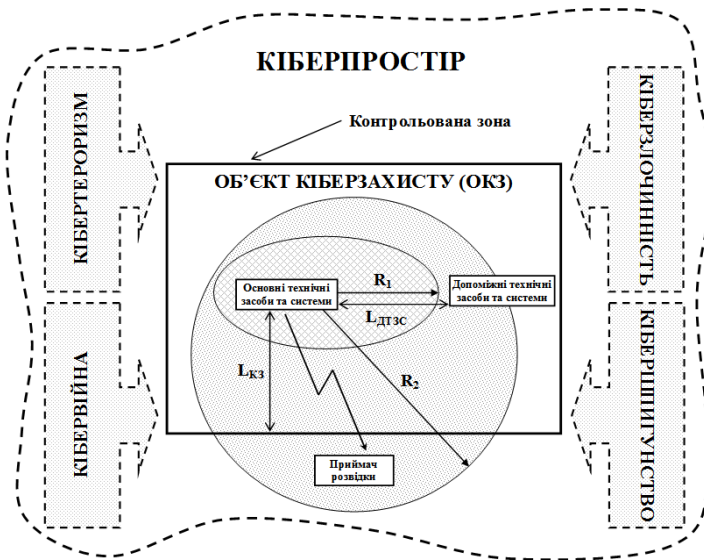 КІБЕРПРОСТІР
КІБЕРТЕРОРИЗМ
КІБЕРЗЛОЧИННІСТЬ
Контрольована зона
ОБ’ЄКТ КІБЕРЗАХИСТУ (ОКЗ)
Основні технічні
засоби та системи
R1
LДТЗС
Допоміжні технічні
засоби та системи
КІБЕРВІЙНА
КІБЕРШПИГУНСТВО
LКЗ
R2
Приймач
розвідки